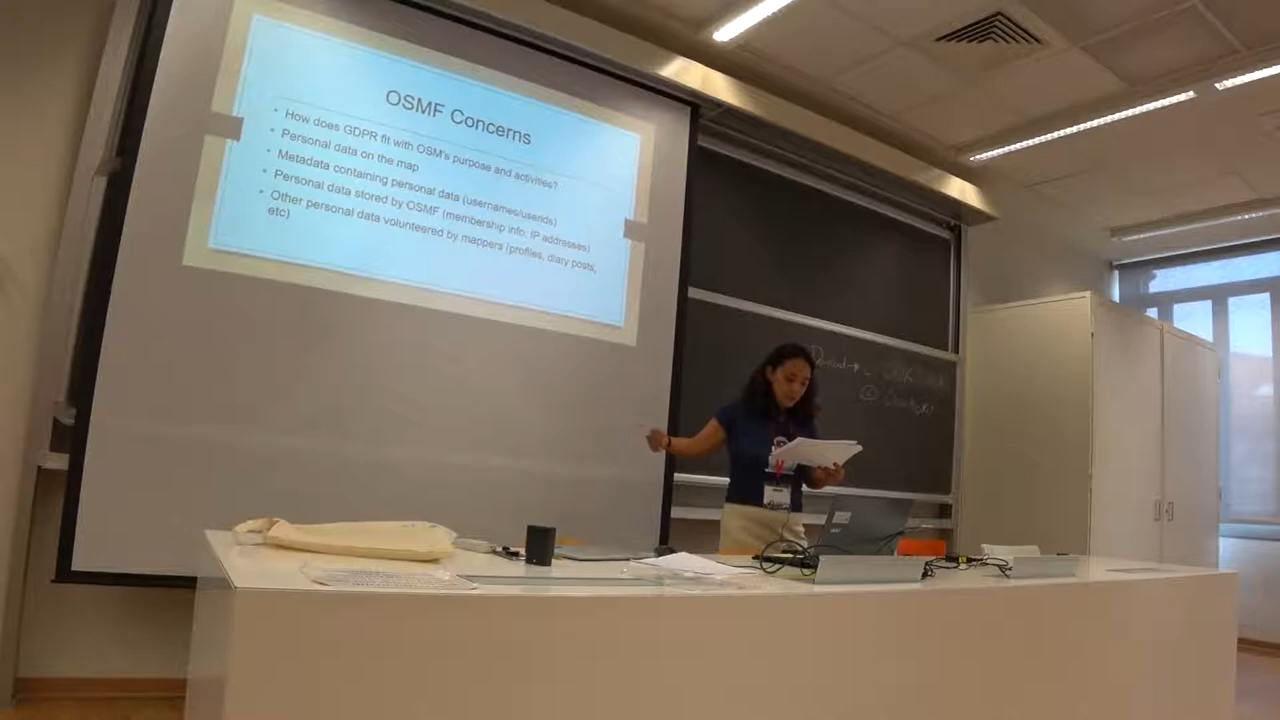 OSMF Concerns
• How does GDPR fit with OSM's purpose and activities?
• Personal data on the map
• Metadata containing personal data (usernames/userids)
• Personal data stored by OSMF (membership info, IP addresses)
• Other personal data volunteered by mappers (profiles, diary posts,
etc)